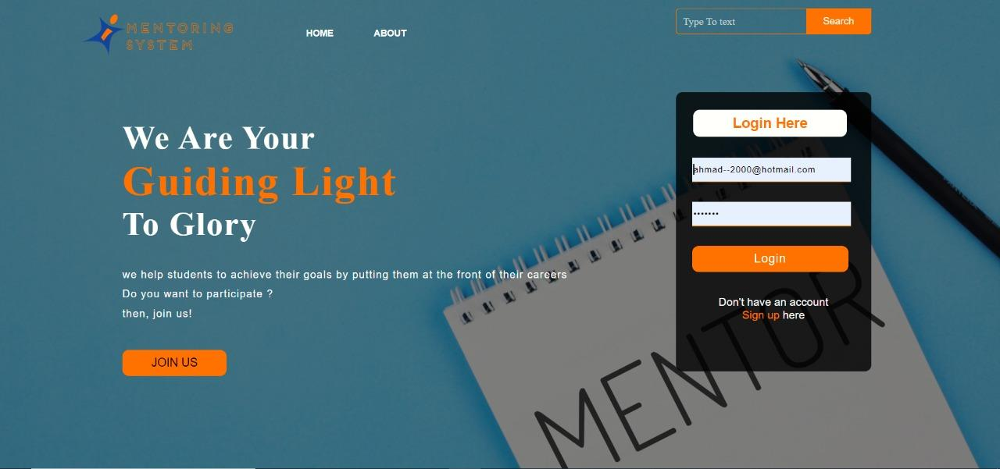 MENTORING
SYSTEM
HOME
ABOUT
Type To text
Search
We Are Your
Guiding Light
To Glory
we help students to achieve their goals by putting them at the front of their careers
Do you want to participate ?
then, join us!
JOIN US
Login Here
ahmad--2000@hotmail.com
•••••••
Login
Don't have an account
Sign up here
MENTOR